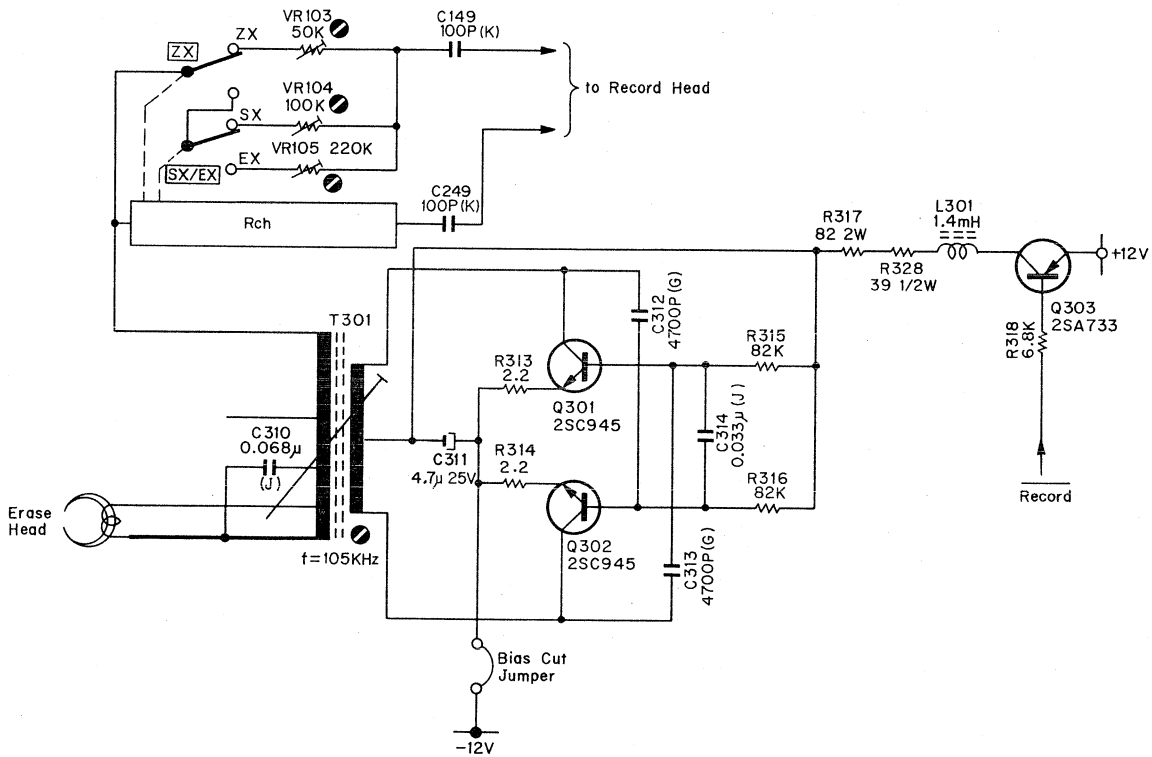 VR103
50K
C149
100P(K)
ZX
ZX
to Record Head
VR104
100K
SX
VR105 220K
EX
SX/EX
C249
100P(K)
Rch
R317
82 2W
R328
39 1/2W
L301
1.4mH
+12V
Q303
2SA733
R318
6.8K
Record
T301
C312
4700P(G)
R315
82K
R313
2.2
Q301
2SC945
C314
0.033μ(J)
C310
0.068μ
(J)
C311
4.7μ 25V
R314
2.2
R316
82K
Erase
Head
f=105KHz
Q302
2SC945
C313
4700P(G)
Bias Cut
Jumper
-12V